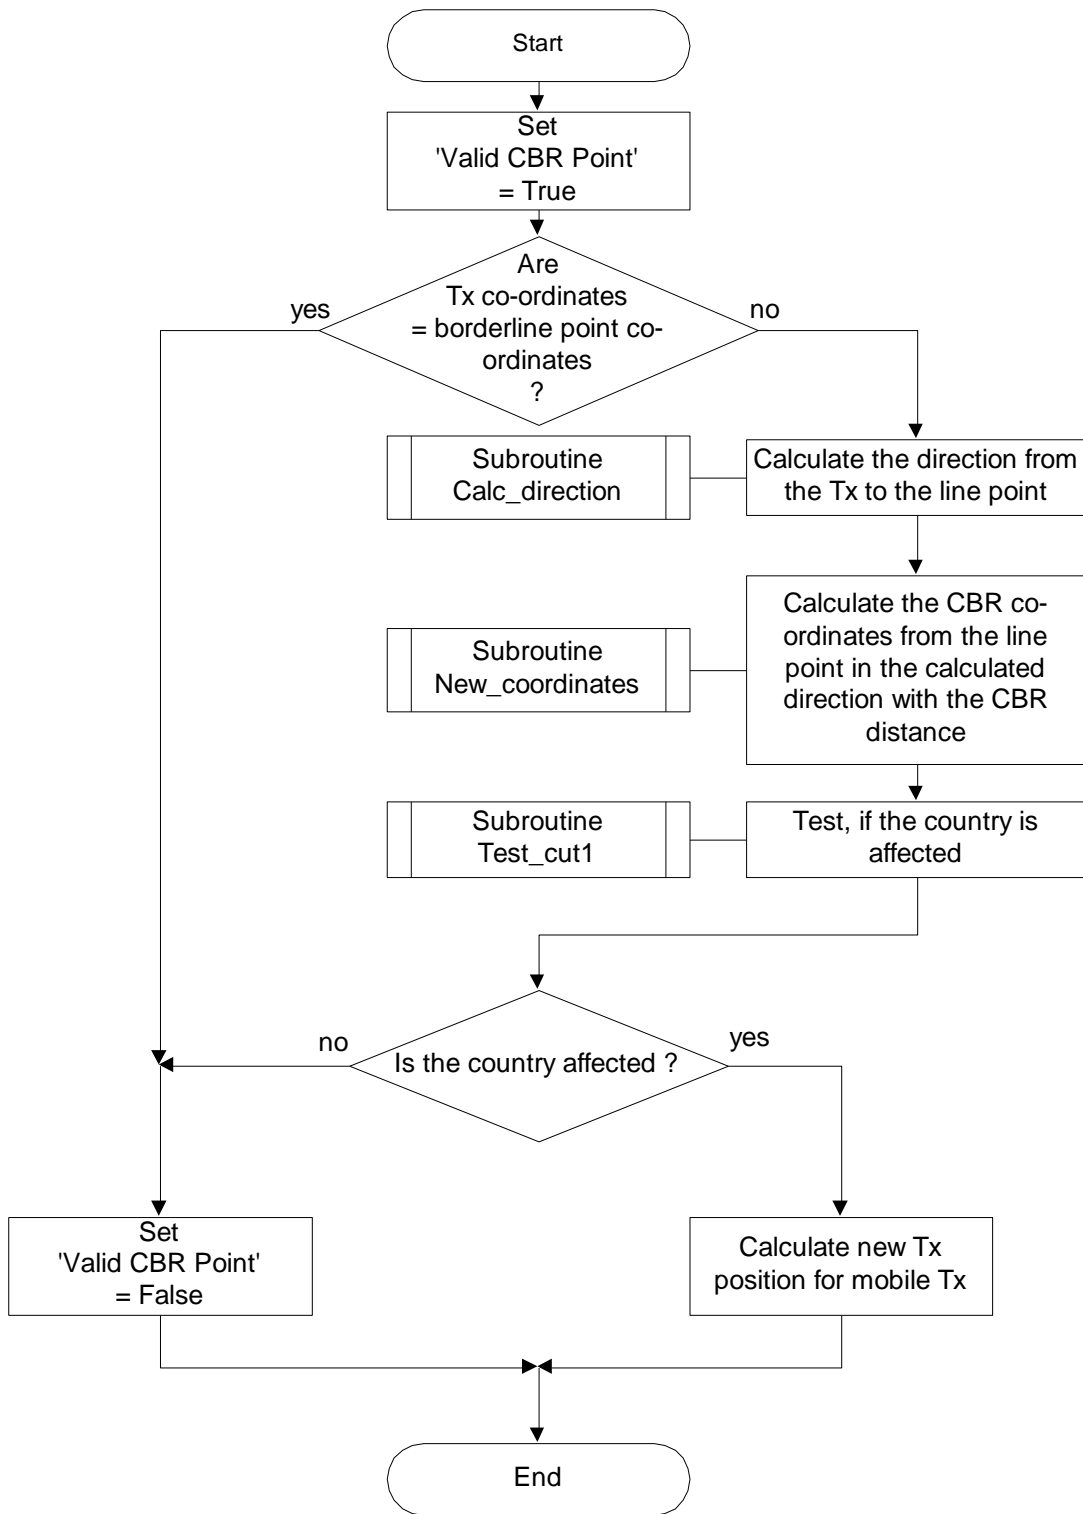 Start
Set
'Valid CBR Point'
= True
Are
Tx co-ordinates
= borderline point co-
ordinates
?
yes
no
Subroutine
Calc_direction
Calculate the direction from
the Tx to the line point
Subroutine
New_coordinates
Calculate the CBR co-
ordinates from the line
point in the calculated
direction with the CBR
distance
Subroutine
Test_cut1
Test, if the country is
affected
no
Is the country affected ?
yes
Set
'Valid CBR Point'
= False
Calculate new Tx
position for mobile Tx
End